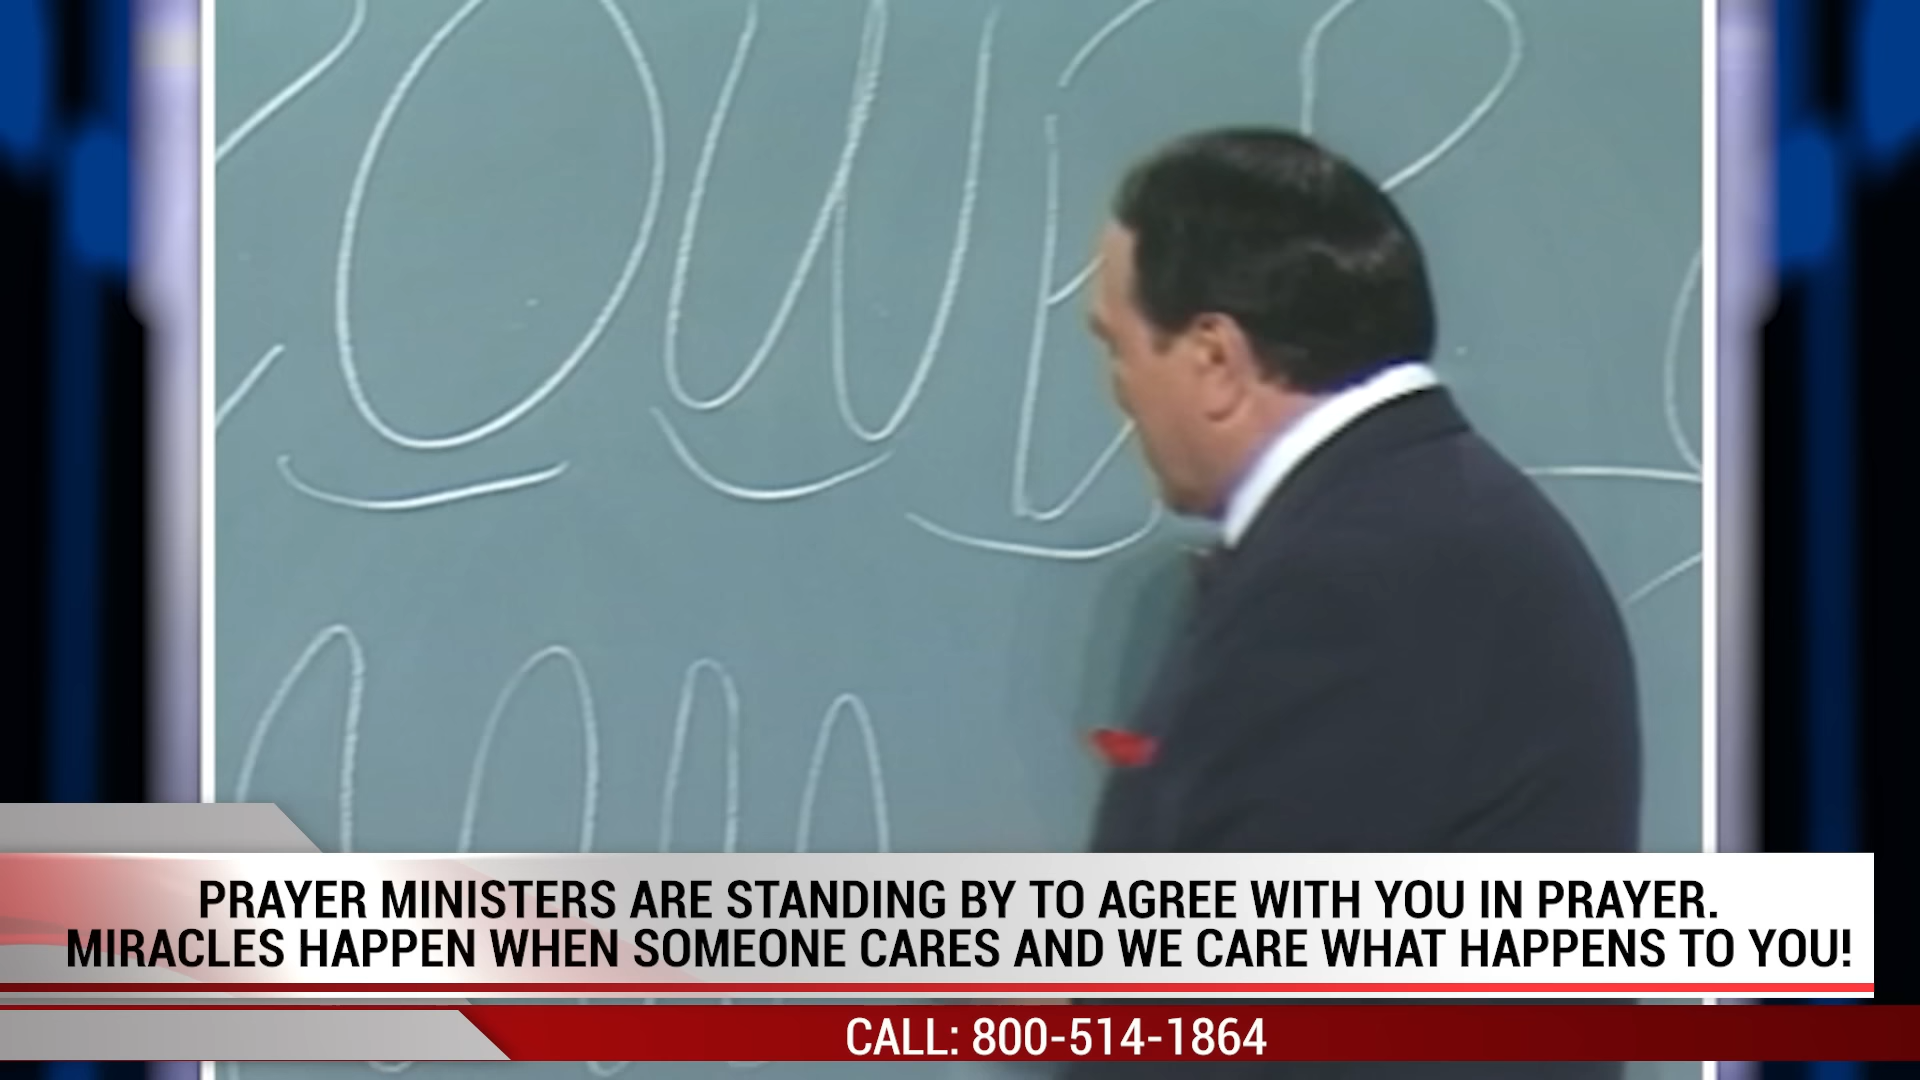 PRAYER MINISTERS ARE STANDING BY TO AGREE WITH YOU IN PRAYER.
MIRACLES HAPPEN WHEN SOMEONE CARES AND WE CARE WHAT HAPPENS TO YOU!
CALL: 800-514-1864